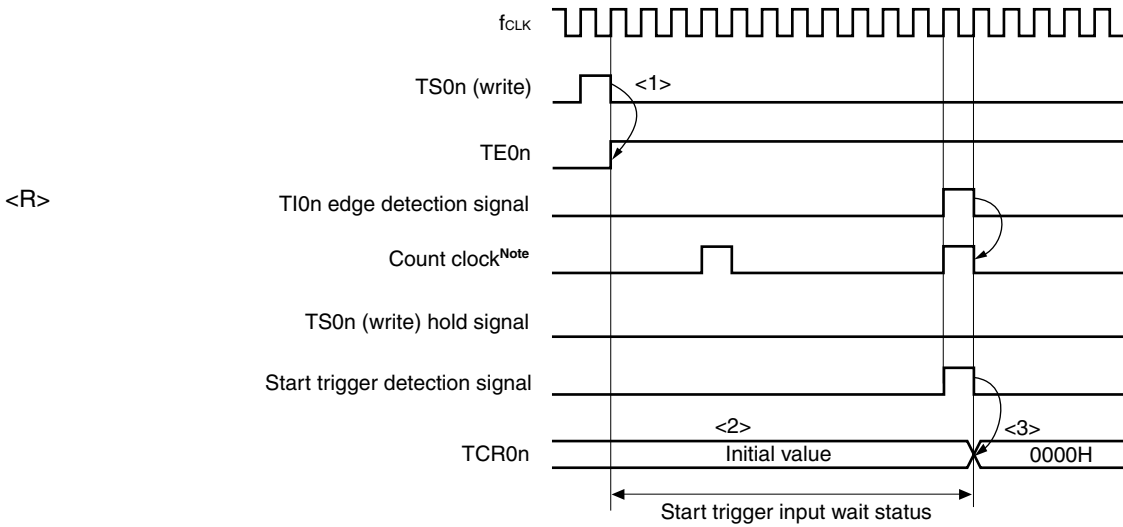 fCLK
TS0n (write)
<1>
TE0n
<R>
TI0n edge detection signal
Count clockNote
TS0n (write) hold signal
Start trigger detection signal
<2>
<3>
TCR0n
Initial value
0000H
Start trigger input wait status